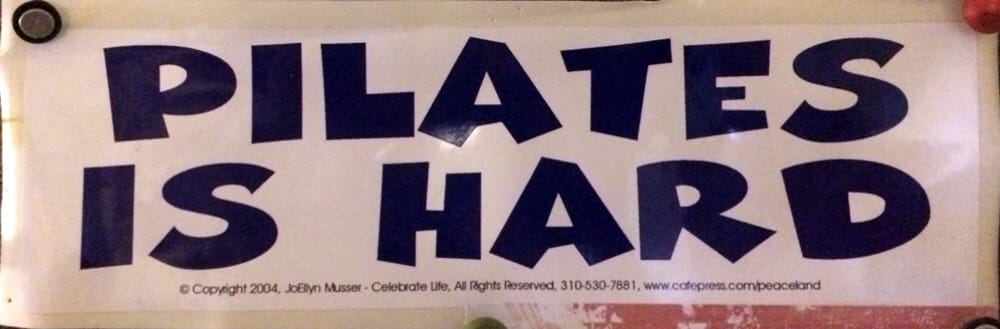 PILATES
IS HARD
© Copyright 2004, JoEllyn Musser - Celebrate Life, All Rights Reserved, 310-530-7881, www.cafepress.com/peaceland